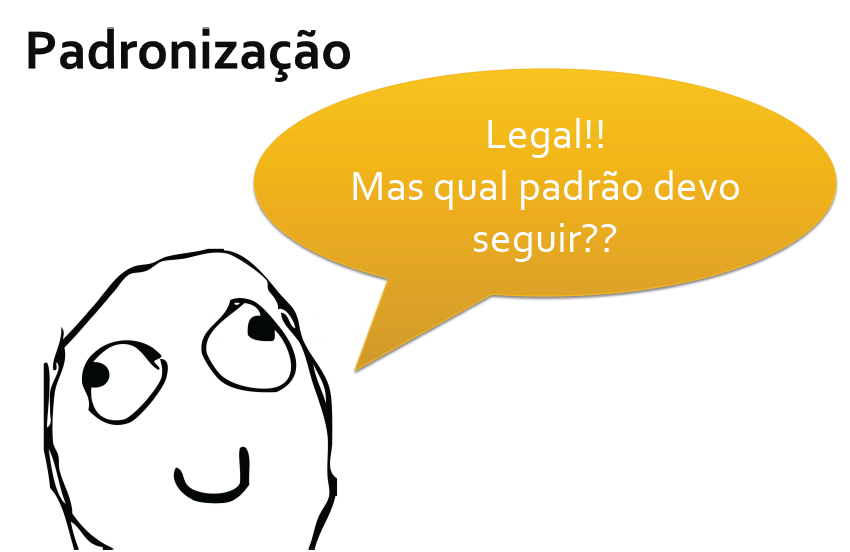 Padronização
Legal!!
Mas qual padrão devo
seguir??